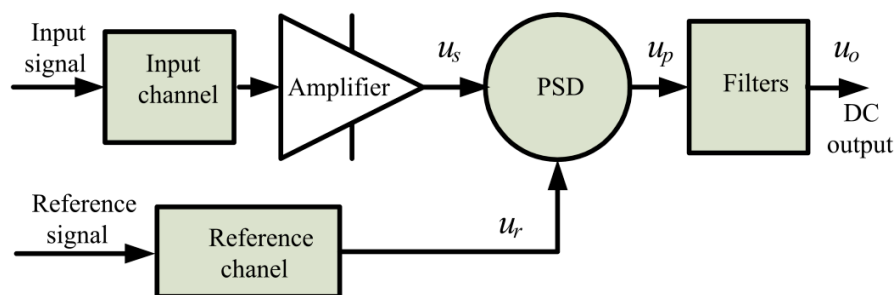 Input
signal
Input
channel
Amplifier
u_s
PSD
u_p
Filters
u_o
DC
output
Reference
signal
Reference
chanel
u_r